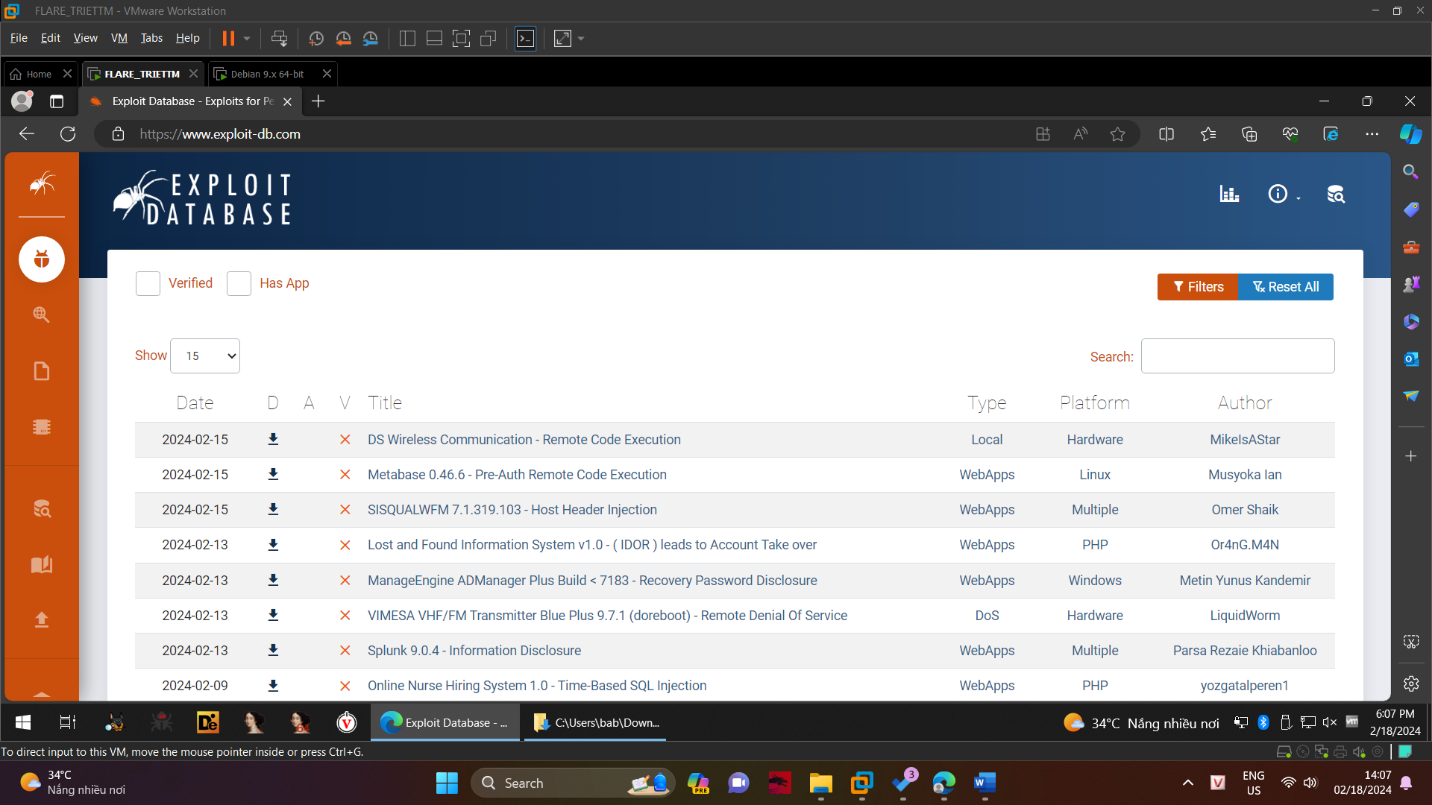 FLARE_TRIETTM - VMware Workstation
File Edit View VM Tabs Help
Home FLARE_TRIETTM Debian 9.x 64-bit
Exploit Database - Exploits for Pe
https://www.exploit-db.com
EXPLOIT
DATABASE
Verified Has App Filters Reset All
Show 15 Search:
Date D A V Title Type Platform Author
2024-02-15 DS Wireless Communication - Remote Code Execution Local Hardware MikeIsAStar
2024-02-15 Metabase 0.46.6 - Pre-Auth Remote Code Execution WebApps Linux Musyoka Ian
2024-02-15 SISQUALWFM 7.1.319.103 - Host Header Injection WebApps Multiple Omer Shaik
2024-02-13 Lost and Found Information System v1.0 - ( IDOR ) leads to Account Take over WebApps PHP Or4nG.M4N
2024-02-13 ManageEngine ADManager Plus Build < 7183 - Recovery Password Disclosure WebApps Windows Metin Yunus Kandemir
2024-02-13 VIMESA VHF/FM Transmitter Blue Plus 9.7.1 (doreboot) - Remote Denial Of Service DoS Hardware LiquidWorm
2024-02-13 Splunk 9.0.4 - Information Disclosure WebApps Multiple Parsa Rezaie Khiabanloo
2024-02-09 Online Nurse Hiring System 1.0 - Time-Based SQL Injection WebApps PHP yozgatalperen1
De Exploit Database - ... C:\Users\bab\Down... 34°C Nắng nhiều nơi 6:07 PM
2/18/2024
To direct input to this VM, move the mouse pointer inside or press Ctrl+G.
34°C
Nắng nhiều nơi
Search PRE 3 V ENG
US
14:07
02/18/2024